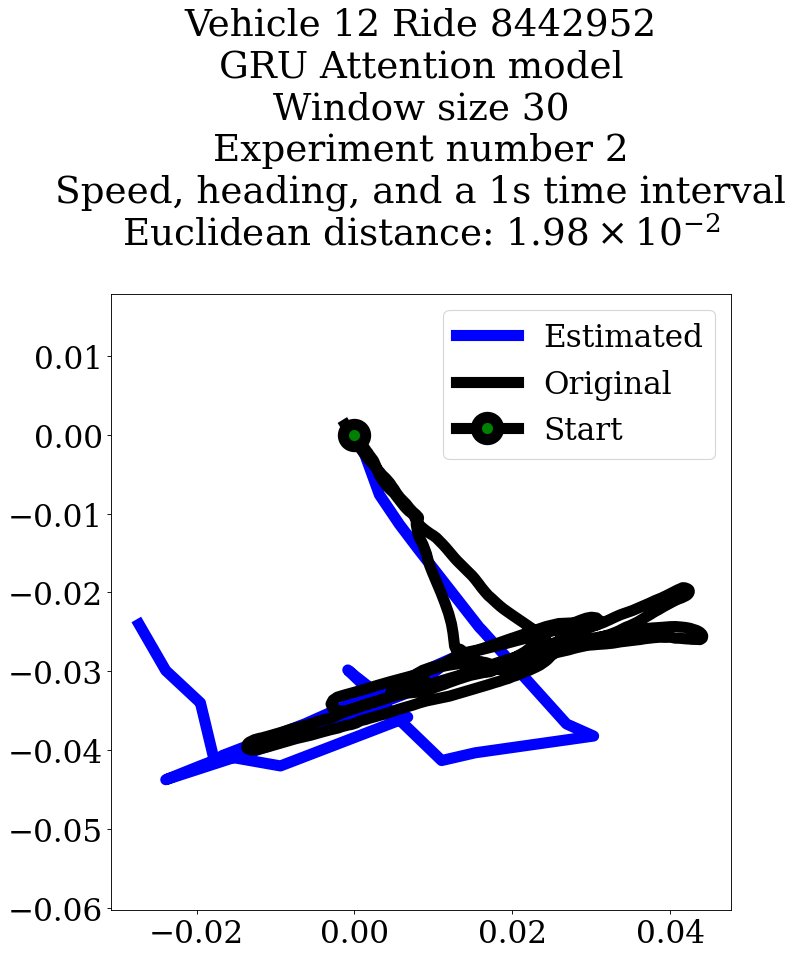 Vehicle 12 Ride 8442952
GRU Attention model
Window size 30
Experiment number 2
Speed, heading, and a 1s time interval
Euclidean distance: 1.98 × 10⁻²
Estimated
Original
Start
0.01
0.00
−0.01
−0.02
−0.03
−0.04
−0.05
−0.06
−0.02 0.00 0.02 0.04